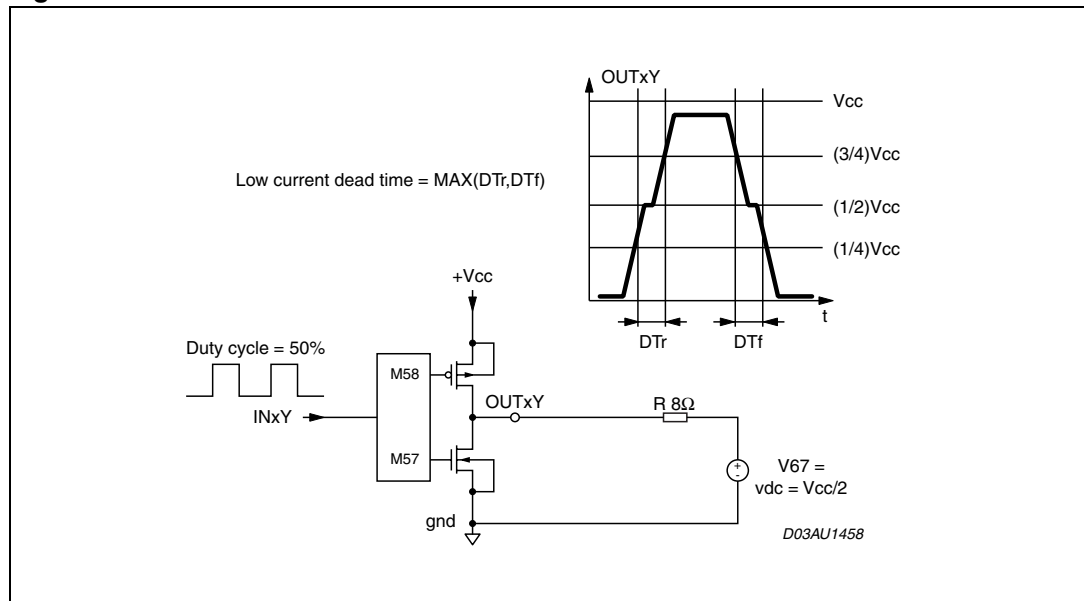 OUTxY
Vcc
(3/4)Vcc
Low current dead time = MAX(DTr,DTf)
(1/2)Vcc
(1/4)Vcc
+Vcc
t
DTr
DTf
Duty cycle = 50%
M58
OUTxY
R 8Ω
INxY
M57
+
-
V67 =
vdc = Vcc/2
gnd
D03AU1458